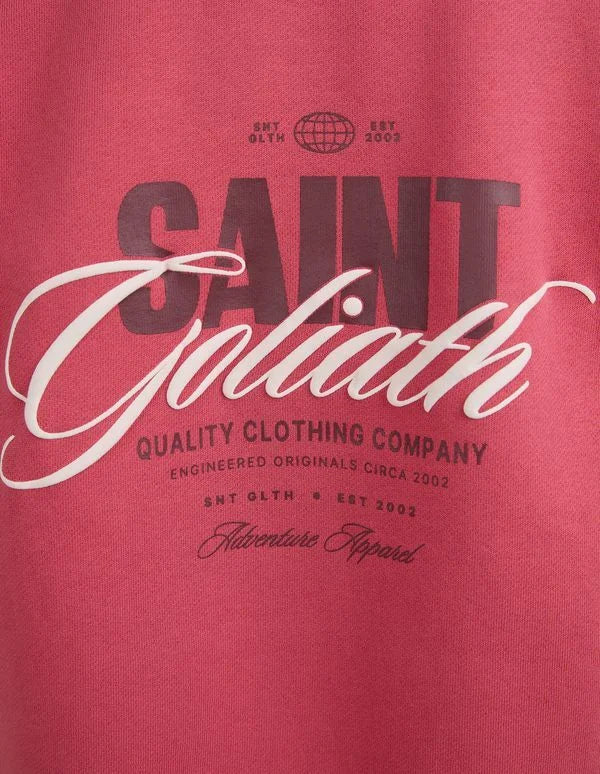 SNT EST
GLTH 2002
SAINT
Goliath
QUALITY CLOTHING COMPANY
ENGINEERED ORIGINALS CIRCA 2002
SNT GLTH • EST 2002
Adventure Apparel